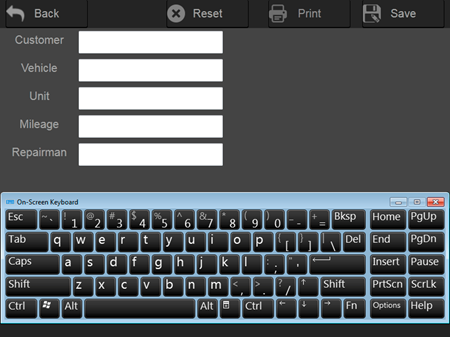 Back Reset Print Save
Customer
Vehicle
Unit
Mileage
Repairman
On-Screen Keyboard
Esc ~ ` ! 1 @ 2 # 3 $ 4 % 5 ^ 6 & 7 * 8 ( 9 ) 0 _ - + = Bksp Home PgUp
Tab q w e r t y u i o p { [ } ] | \ Del End PgDn
Caps a s d f g h j k l : ; " ' Insert Pause
Shift z x c v b n m < , > . ? / ↑ Shift PrtScn ScrLk
Ctrl Alt Alt Ctrl ← ↓ → Fn Options Help